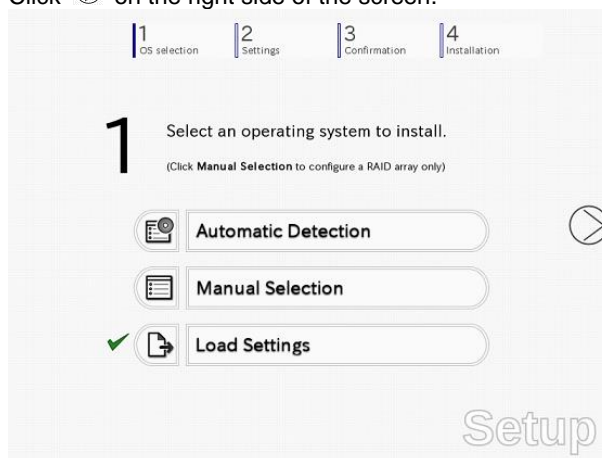 Click on the right side of the screen.
1 OS selection
2 Settings
3 Confirmation
4 Installation
1 Select an operating system to install.
(Click Manual Selection to configure a RAID array only)
Automatic Detection
Manual Selection
Load Settings
Setup